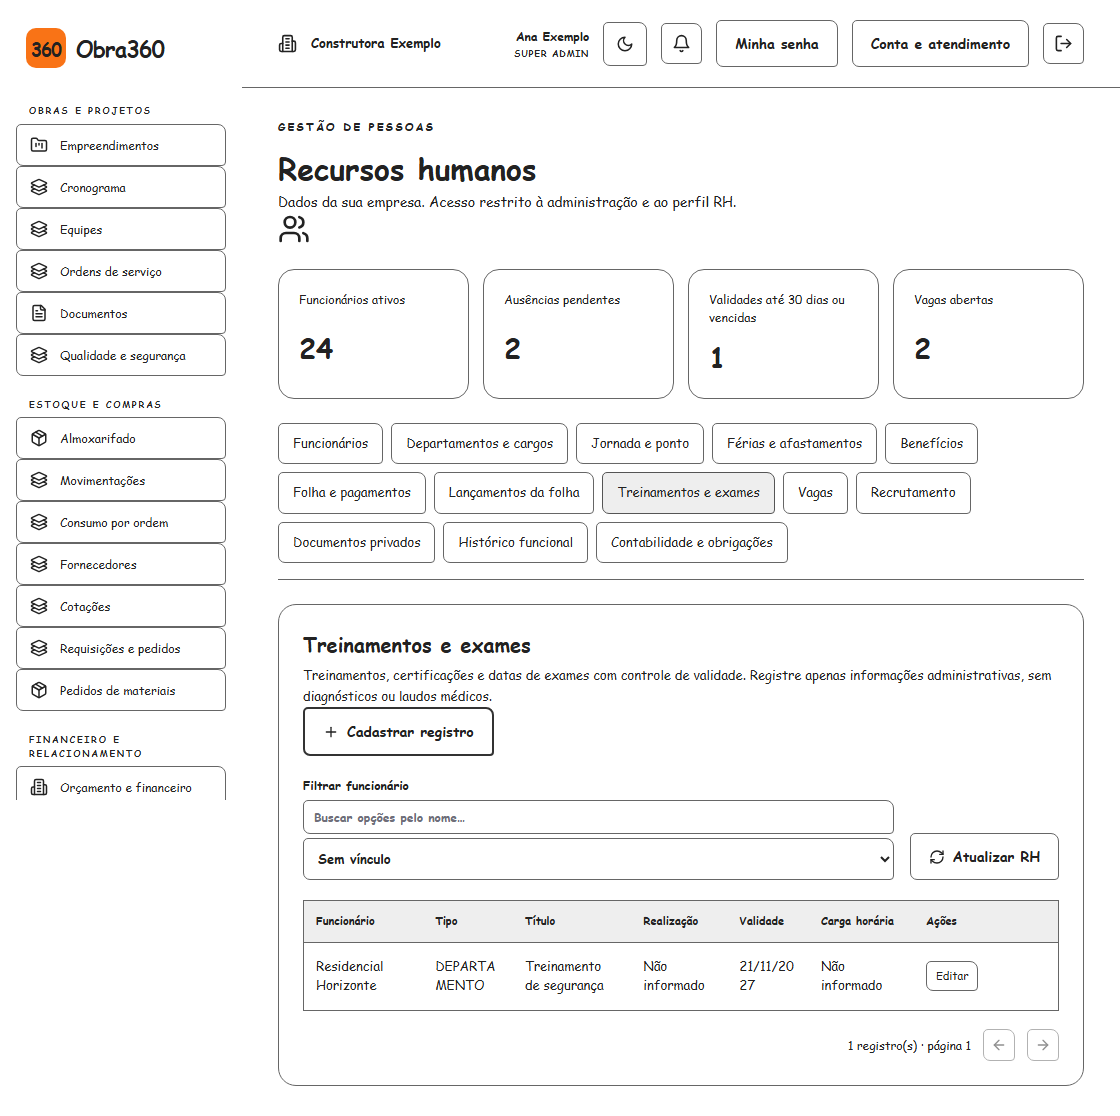 360 Obra360
OBRAS E PROJETOS
Empreendimentos
Cronograma
Equipes
Ordens de serviço
Documentos
Qualidade e segurança
ESTOQUE E COMPRAS
Almoxarifado
Movimentações
Consumo por ordem
Fornecedores
Cotações
Requisições e pedidos
Pedidos de materiais
FINANCEIRO E
RELACIONAMENTO
Orçamento e financeiro
Construtora Exemplo
Ana Exemplo
SUPER ADMIN
Minha senha
Conta e atendimento
GESTÃO DE PESSOAS
Recursos humanos
Dados da sua empresa. Acesso restrito à administração e ao perfil RH.
Funcionários ativos
24
Ausências pendentes
2
Validades até 30 dias ou
vencidas
1
Vagas abertas
2
Funcionários
Departamentos e cargos
Jornada e ponto
Férias e afastamentos
Benefícios
Folha e pagamentos
Lançamentos da folha
Treinamentos e exames
Vagas
Recrutamento
Documentos privados
Histórico funcional
Contabilidade e obrigações
Treinamentos e exames
Treinamentos, certificações e datas de exames com controle de validade. Registre apenas informações administrativas, sem
diagnósticos ou laudos médicos.
Cadastrar registro
Filtrar funcionário
Buscar opções pelo nome...
Sem vínculo
Atualizar RH
Funcionário Tipo Título Realização Validade Carga horária Ações
Residencial DEPARTA Treinamento Não 21/11/20 Não Editar
Horizonte MENTO de segurança informado 27 informado
1 registro(s) · página 1